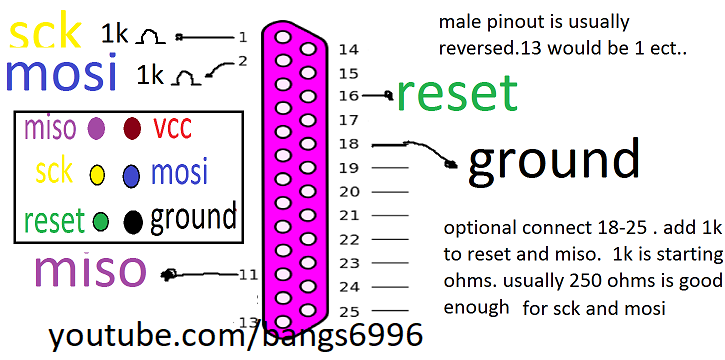 sck 1k 1
mosi 1k 2
14
15
16 reset
17
18 ground
19
20
21
22
23
24
25
male pinout is usually
reversed.13 would be 1 ect..
miso vcc
sck mosi
reset ground
miso 11
13
optional connect 18-25 . add 1k
to reset and miso. 1k is starting
ohms. usually 250 ohms is good
enough for sck and mosi
youtube.com/bangs6996